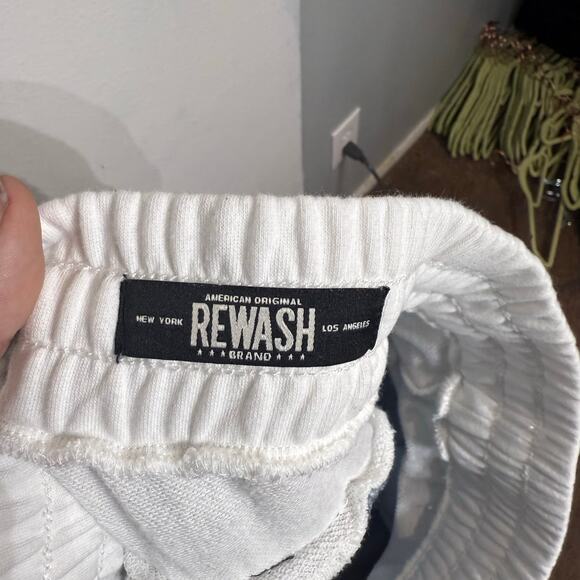 AMERICAN ORIGINAL
NEW YORK REWASH LOS ANGELES
★ ★ ★ BRAND ★ ★ ★